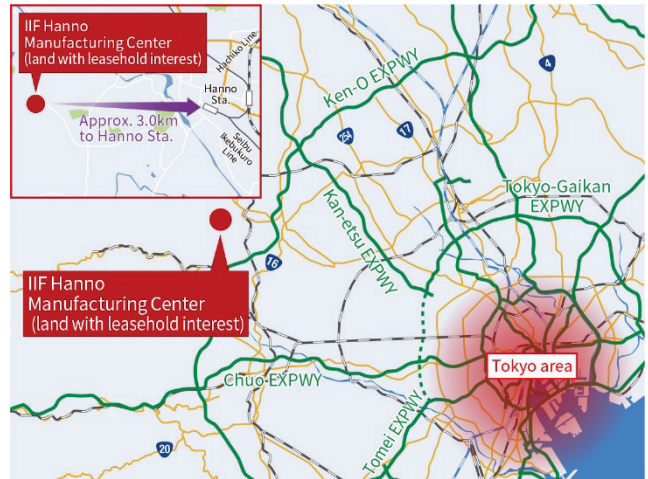 IIF Hanno
Manufacturing Center
(land with leasehold interest)
Hachiko Line
Hanno
Sta.
Approx. 3.0km
to Hanno Sta.
Seibu
Ikebukuro
Line
Ken-O EXPWY
4
254
17
Tokyo-Gaikan
EXPWY
Kan-etsu EXPWY
16
IIF Hanno
Manufacturing Center
(land with leasehold interest)
Tokyo area
Chuo EXPWY
Tomei EXPWY
20